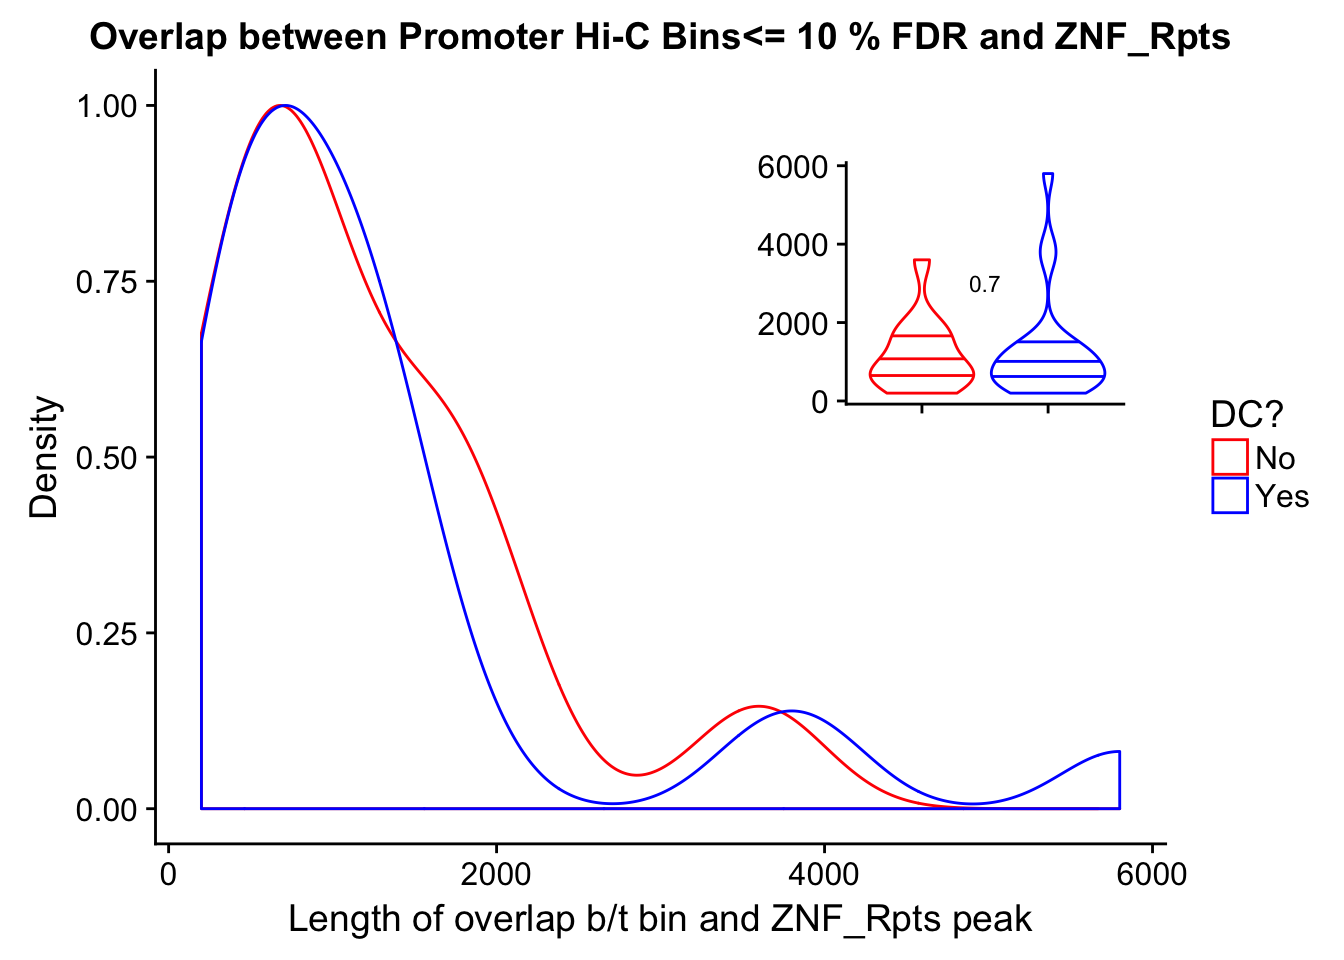 Overlap between Promoter Hi-C Bins<= 10 % FDR and ZNF_Rpts
1.00
0.75
0.50
0.25
0.00
Density
0
2000
4000
6000
Length of overlap b/t bin and ZNF_Rpts peak
6000
4000
2000
0
0.7
DC?
No
Yes